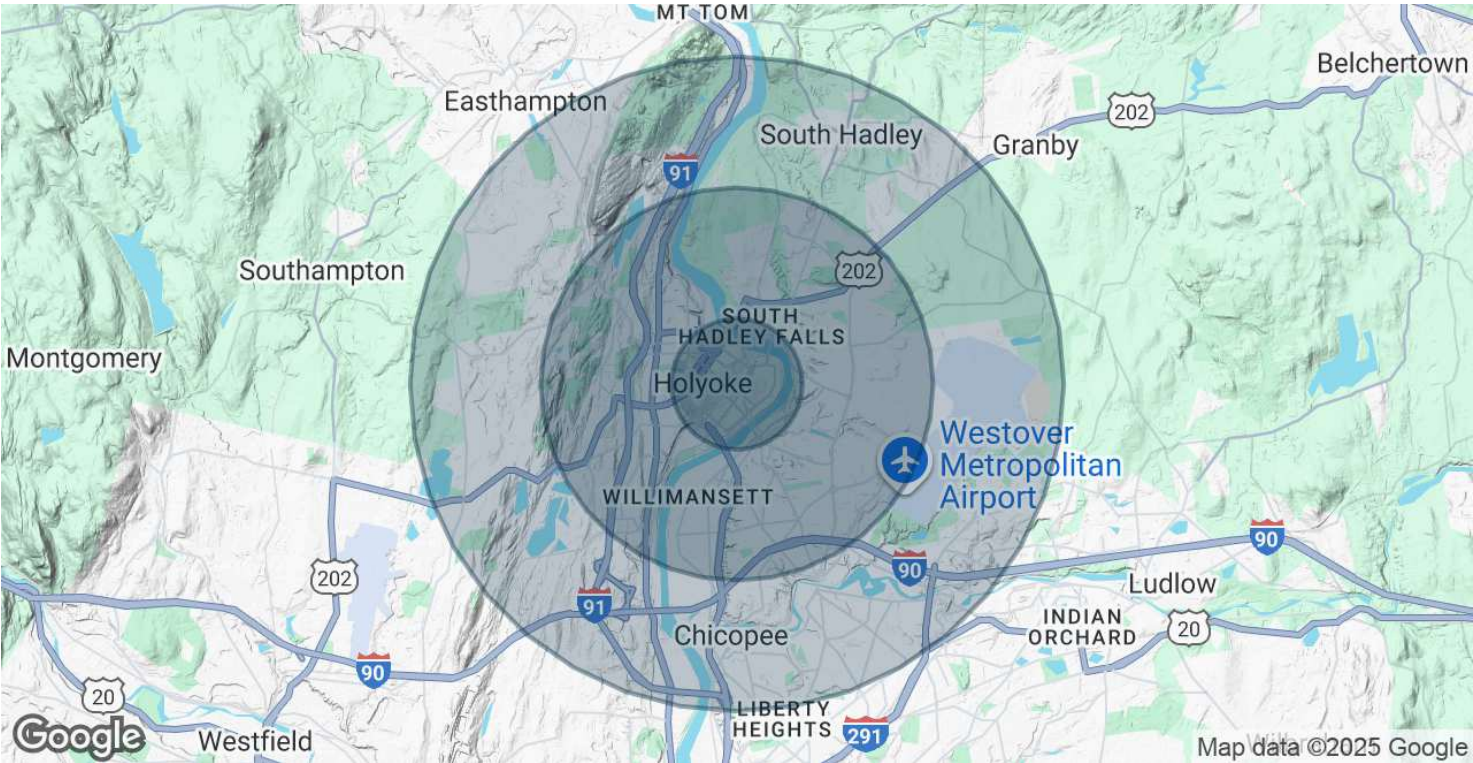 MT TOM
Belchertown
Easthampton
202
South Hadley
Granby
91
Southampton
202
SOUTH
HADLEY FALLS
Montgomery
Holyoke
Westover
Metropolitan
Airport
WILLIMANSETT
90
90
202
Ludlow
91
INDIAN
ORCHARD
20
Chicopee
90
20
LIBERTY
HEIGHTS
291
Westfield
Google
Map data ©2025 Google